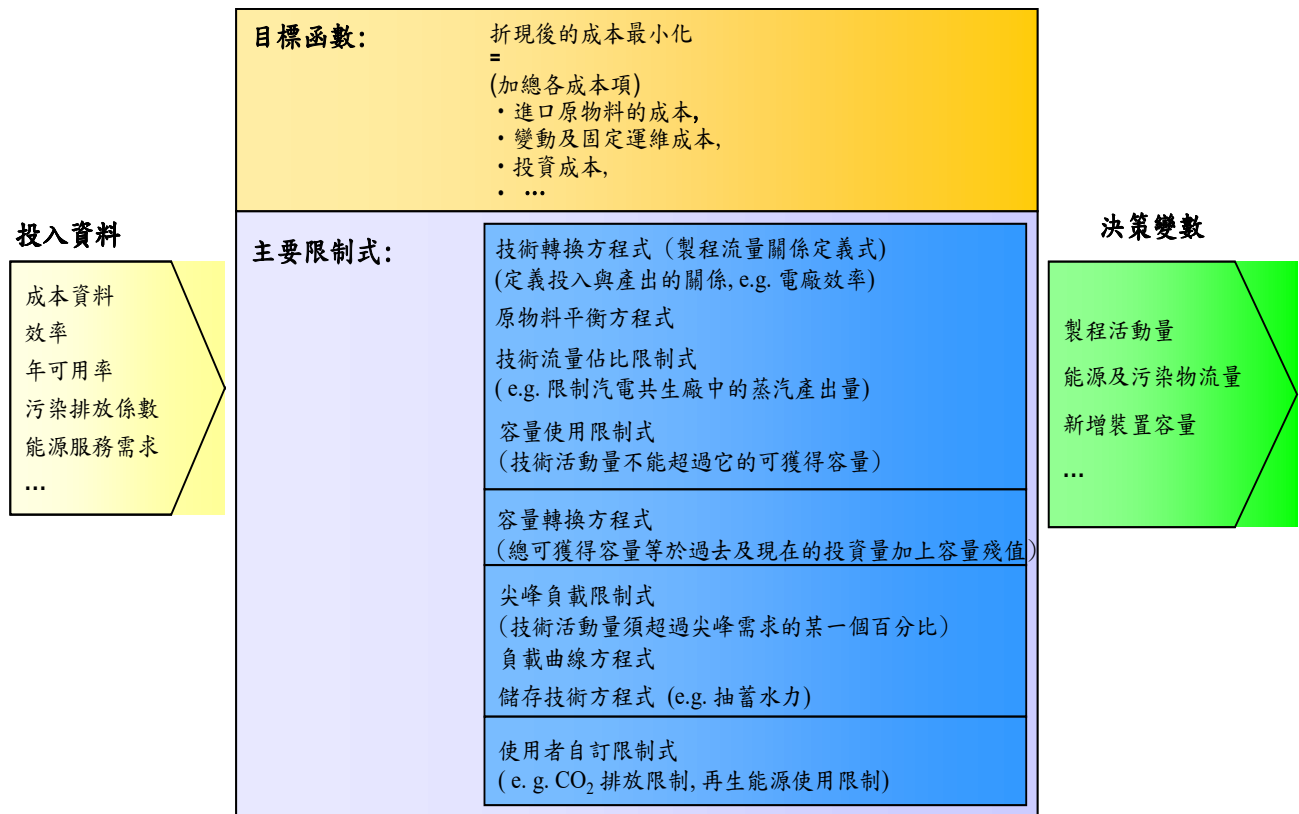 投入資料
成本資料
效率
年可用率
污染排放係數
能源服務需求
...
目標函數:
折現後的成本最小化
=
(加總各成本項)
・進口原物料的成本,
・變動及固定運維成本,
・投資成本,
・ ...
主要限制式:
技術轉換方程式（製程流量關係定義式）
(定義投入與產出的關係, e.g. 電廠效率)
原物料平衡方程式
技術流量佔比限制式
( e.g. 限制汽電共生廠中的蒸汽產出量)
容量使用限制式
（技術活動量不能超過它的可獲得容量）
容量轉換方程式
（總可獲得容量等於過去及現在的投資量加上容量殘值）
尖峰負載限制式
（技術活動量須超過尖峰需求的某一個百分比）
負載曲線方程式
儲存技術方程式 (e.g. 抽蓄水力)
使用者自訂限制式
( e. g. CO₂ 排放限制, 再生能源使用限制)
決策變數
製程活動量
能源及污染物流量
新增裝置容量
...